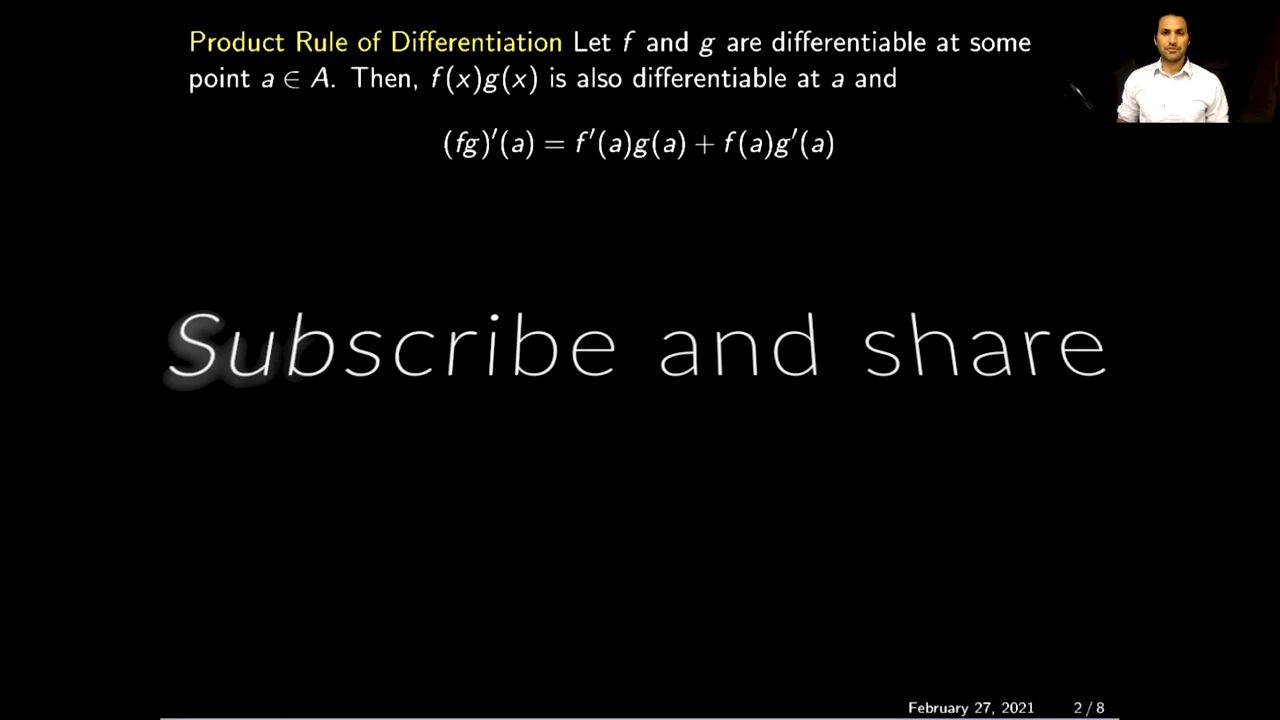 Product Rule of Differentiation Let f and g are differentiable at some
point a ∈ A. Then, f(x)g(x) is also differentiable at a and
(fg)′(a) = f′(a)g(a) + f(a)g′(a)
Subscribe and share
February 27, 2021 2 / 8